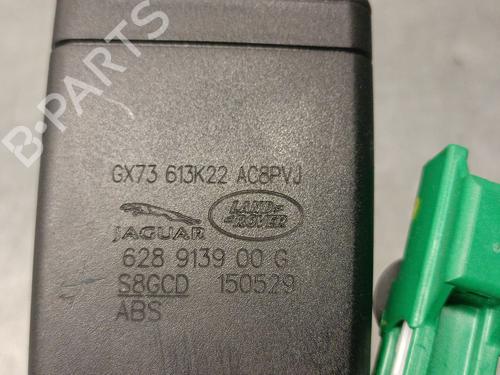 B-PARTS
GX73 613K22 AC8PVJ
JAGUAR
LAND ROVER
628 9139 00 G
S8GCD 150529
ABS